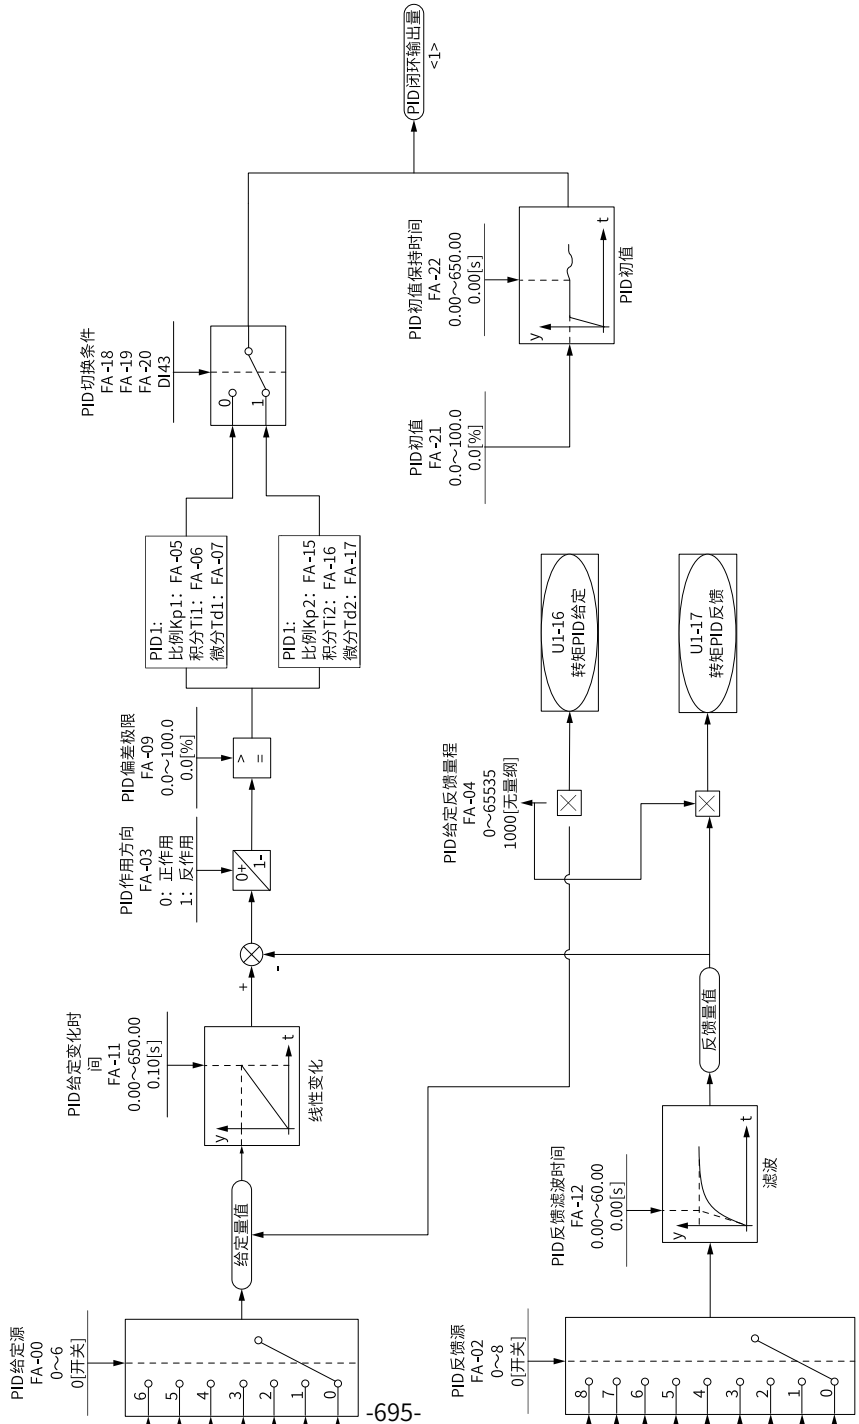 PID给定源
FA-00
0～6
0[开关]
6
5
4
3
2
1
0
给定量值
PID给定变化时
间
FA-11
0.00～650.00
0.10[s]
y
t
线性变化
+
-
PID作用方向
FA-03
0：正作用
1：反作用
0+
1-
PID偏差极限
FA-09
0.0～100.0
0.0[%]
>
=
PID1:
比例Kp1：FA-05
积分Ti1：FA-06
微分Td1：FA-07
PID1:
比例Kp2：FA-15
积分Ti2：FA-16
微分Td2：FA-17
PID切换条件
FA-18
FA-19
FA-20
DI43
0
1
PID闭环输出量
<1>
PID反馈源
FA-02
0～8
0[开关]
8
7
6
5
4
3
2
1
0
PID反馈滤波时间
FA-12
0.00～60.00
0.00[s]
y
t
滤波
反馈量值
PID给定反馈量程
FA-04
0～65535
1000[无量纲]
U1-16
转矩PID给定
U1-17
转矩PID反馈
PID初值
FA-21
0.0～100.0
0.0[%]
PID初值保持时间
FA-22
0.00～650.00
0.00[s]
y
t
PID初值
-695-